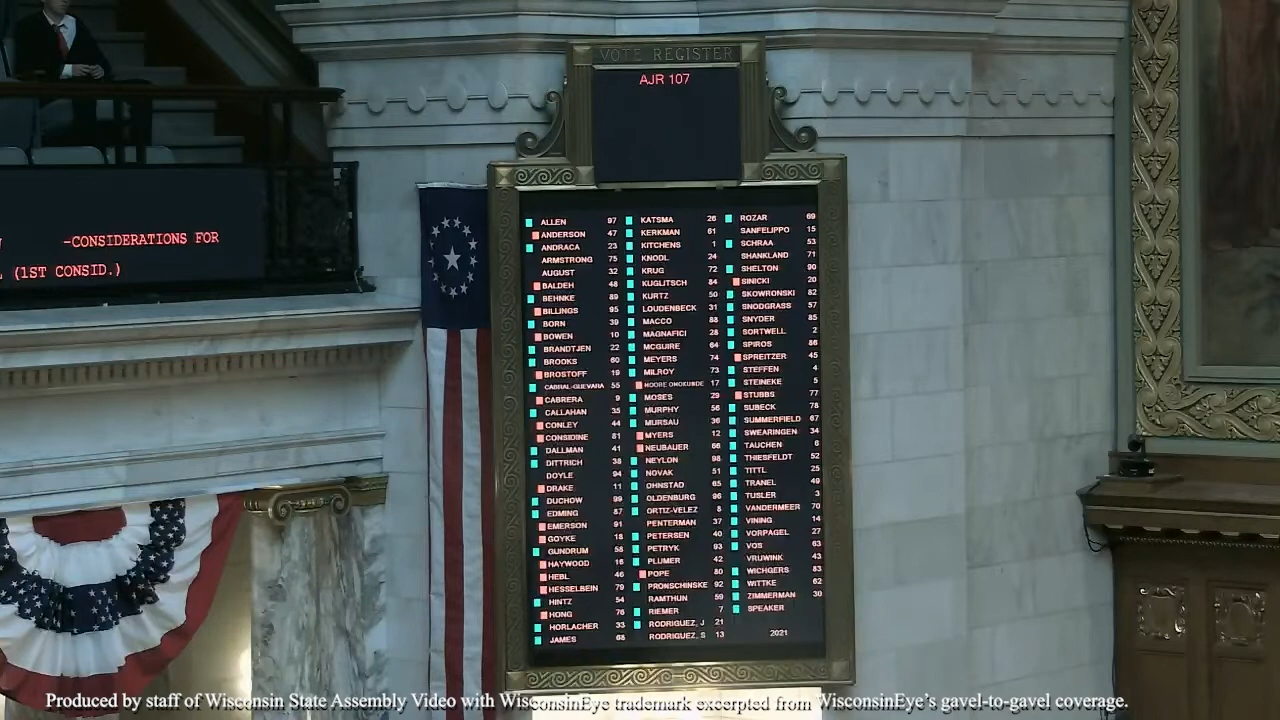 VOTE REGISTER
AJR 107
-CONSIDERATIONS FOR
(1ST CONSID.)
ALLEN 97
ANDERSON 47
ANDRACA 23
ARMSTRONG 75
AUGUST 32
BALDEH 48
BEHNKE 89
BILLINGS 95
BORN 39
BOWEN 10
BRANDTJEN 22
BROOKS 60
BROSTOFF 19
CABRAL-GUEVARA 55
CABRERA 9
CALLAHAN 35
CONLEY 44
CONSIDINE 81
DALLMAN 41
DITTRICH 38
DOYLE 94
DRAKE 11
DUCHOW 99
EDMING 87
EMERSON 91
GOYKE 18
GUNDRUM 58
HAYWOOD 16
HEBL 46
HESSELBEIN 79
HINTZ 54
HONG 76
HORLACHER 33
JAMES 68
KATSMA 26
KERKMAN 61
KITCHENS 1
KNODL 24
KRUG 72
KUGLITSCH 84
KURTZ 50
LOUDENBECK 31
MACCO 88
MAGNAFICI 28
MCGUIRE 64
MEYERS 74
MILROY 73
MOORE OMOKUNDE 17
MOSES 29
MURPHY 56
MURSAU 36
MYERS 12
NEUBAUER 66
NEYLON 98
NOVAK 51
OHNSTAD 65
OLDENBURG 96
ORTIZ-VELEZ 8
PENTERMAN 37
PETERSEN 40
PETRYK 93
PLUMER 42
POPE 80
PRONSCHINSKE 92
RAMTHUN 59
RIEMER 7
RODRIGUEZ, J 21
RODRIGUEZ, S 13
ROZAR 69
SANFELIPPO 15
SCHRAA 53
SHANKLAND 71
SHELTON 90
SINICKI 20
SKOWRONSKI 82
SNODGRASS 57
SNYDER 85
SORTWELL 2
SPIROS 86
SPREITZER 45
STEFFEN 4
STEINEKE 5
STUBBS 77
SUBECK 78
SUMMERFIELD 67
SWEARINGEN 34
TAUCHEN 6
THIESFELDT 52
TITTL 25
TRANEL 49
TUSLER 3
VANDERMEER 70
VINING 14
VORPAGEL 27
VOS 63
VRUWINK 43
WICHGERS 83
WITTKE 62
ZIMMERMAN 30
SPEAKER
2021
Produced by staff of Wisconsin State Assembly Video with WisconsinEye trademark excerpted from WisconsinEye's gavel-to-gavel coverage.